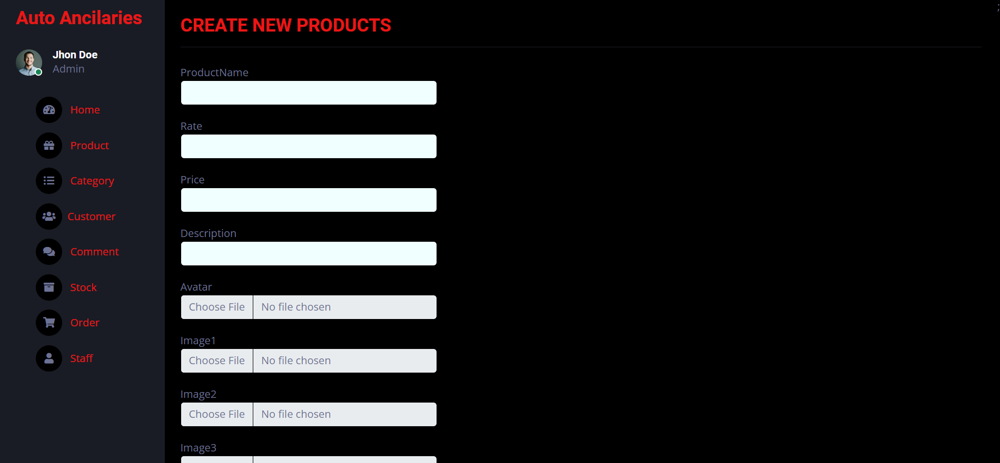 Auto Ancilaries
Jhon Doe
Admin
Home
Product
Category
Customer
Comment
Stock
Order
Staff
;
CREATE NEW PRODUCTS
ProductName
Rate
Price
Description
Avatar
Choose File No file chosen
Image1
Choose File No file chosen
Image2
Choose File No file chosen
Image3